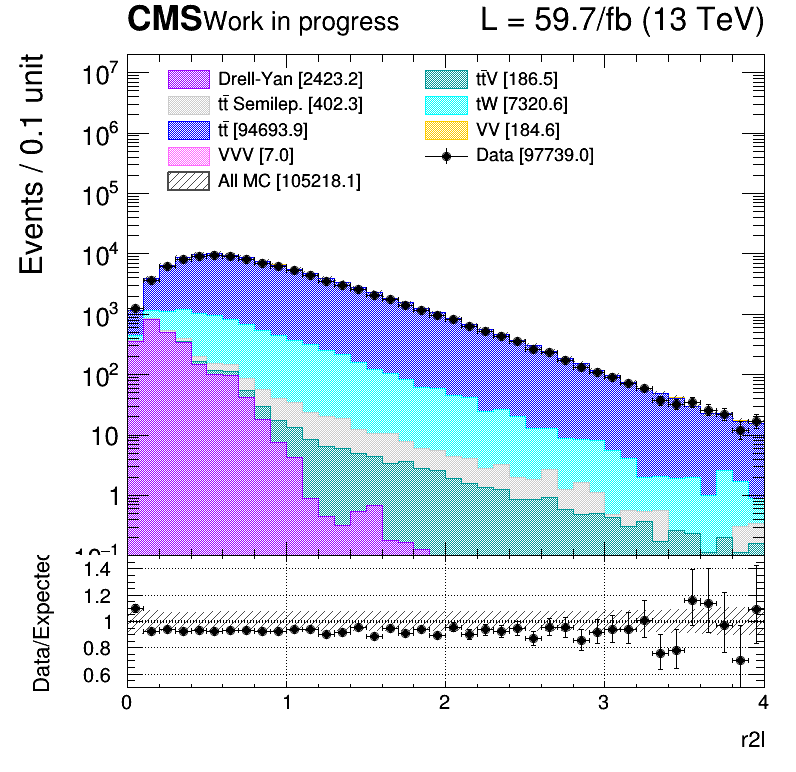 CMS Work in progress L = 59.7/fb (13 TeV)
Events / 0.1 unit
Drell-Yan [2423.2] tt̄V [186.5]
tt̄ Semilep. [402.3] tW [7320.6]
tt̄ [94693.9] VV [184.6]
VVV [7.0] Data [97739.0]
All MC [105218.1]
10⁷
10⁶
10⁵
10⁴
10³
10²
10
1
10⁻¹
Data/Expected
1.4
1.2
1
0.8
0.6
0 1 2 3 4
r2l